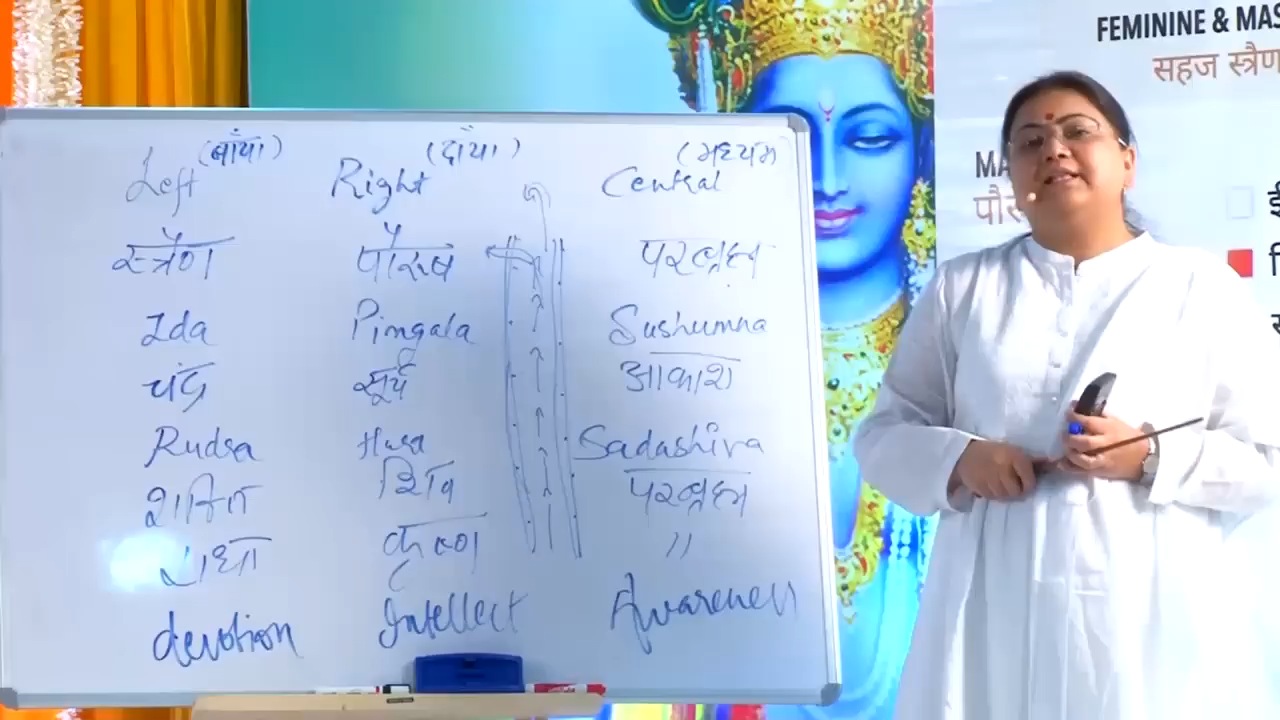 FEMININE & MAS
सहज स्त्रैण
MA
पौर
(बाँया) (दाँया) (मध्यम
Left Right Central
स्त्रैण पौरुष परब्रह्म
Ida Pingala Sushumna
चंद्र सूर्य आकाश
Rudra Hara Sadashiva
शक्ति शिव परब्रह्म
राधा कृष्ण "
devotion Intellect Awareness